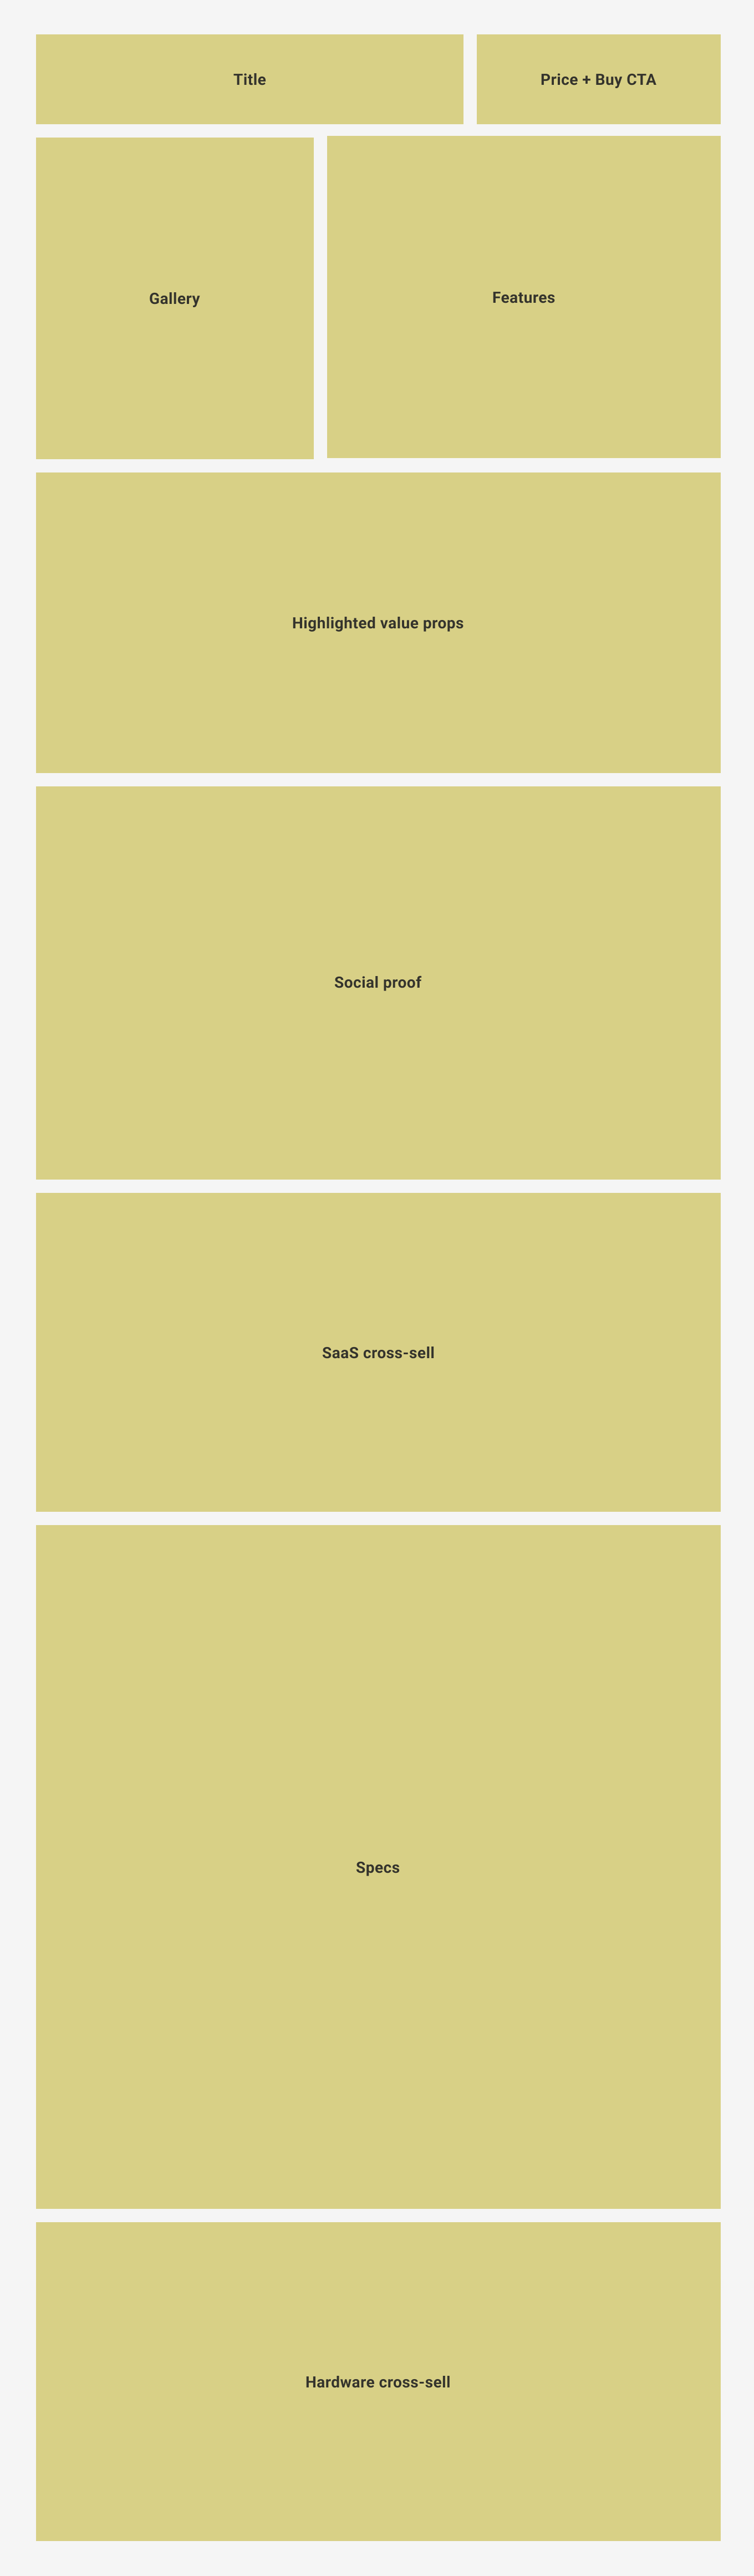 Title
Price + Buy CTA
Gallery
Features
Highlighted value props
Social proof
SaaS cross-sell
Specs
Hardware cross-sell